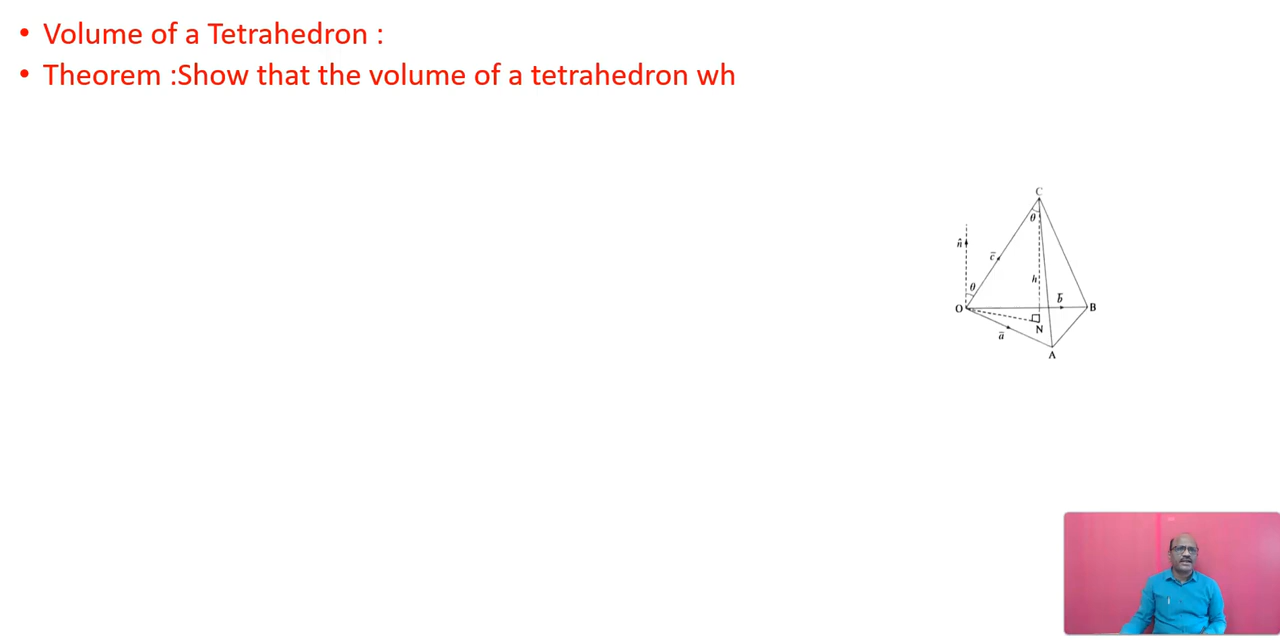 • Volume of a Tetrahedron :
• Theorem :Show that the volume of a tetrahedron wh
C
θ
n̂
c̄
θ
h
b̄
O
B
N
ā
A